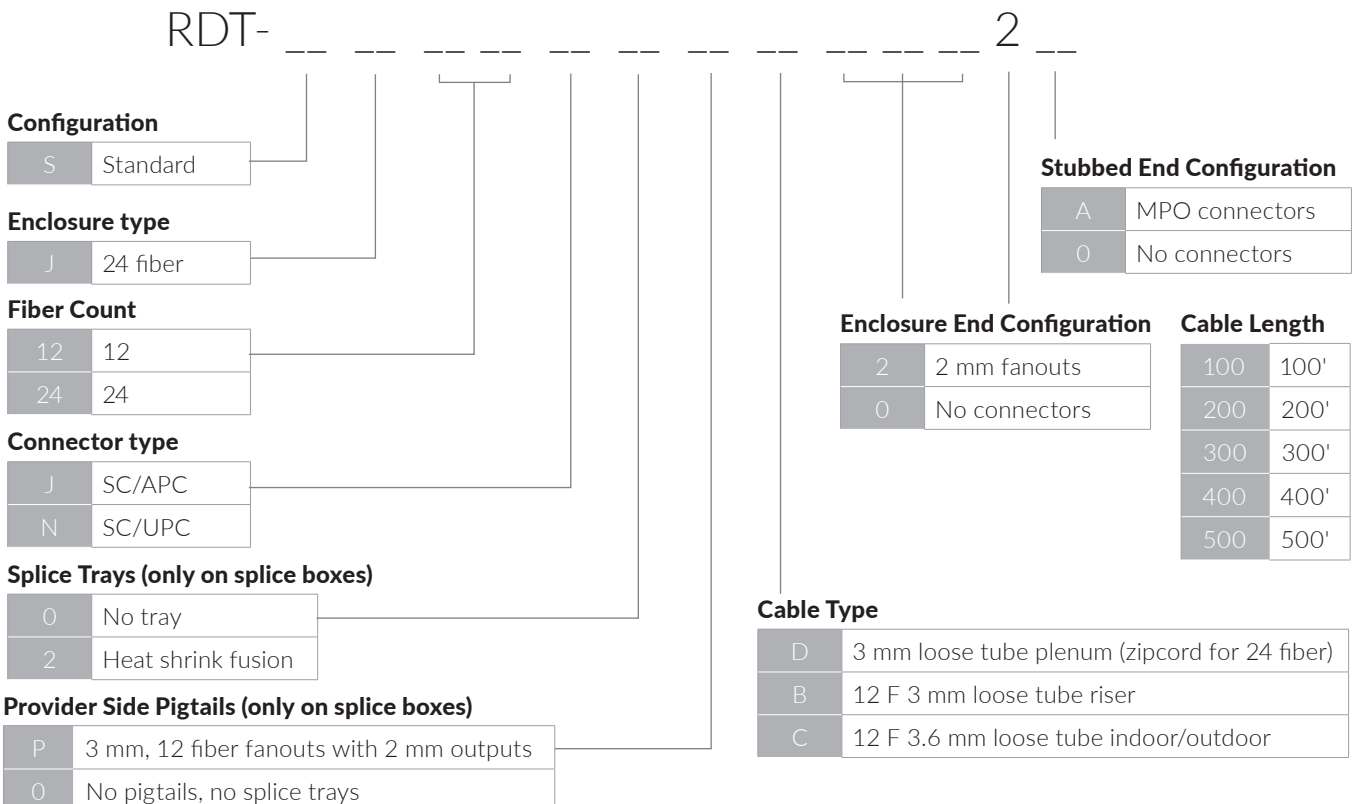 RDT- __ __ __ __ __ __ __ __ __ __ __ 2 __
Configuration
S Standard
Enclosure type
J 24 fiber
Fiber Count
12 12
24 24
Connector type
J SC/APC
N SC/UPC
Splice Trays (only on splice boxes)
0 No tray
2 Heat shrink fusion
Provider Side Pigtails (only on splice boxes)
P 3 mm, 12 fiber fanouts with 2 mm outputs
0 No pigtails, no splice trays
Stubbed End Configuration
A MPO connectors
0 No connectors
Enclosure End Configuration
2 2 mm fanouts
0 No connectors
Cable Length
100 100'
200 200'
300 300'
400 400'
500 500'
Cable Type
D 3 mm loose tube plenum (zipcord for 24 fiber)
B 12 F 3 mm loose tube riser
C 12 F 3.6 mm loose tube indoor/outdoor